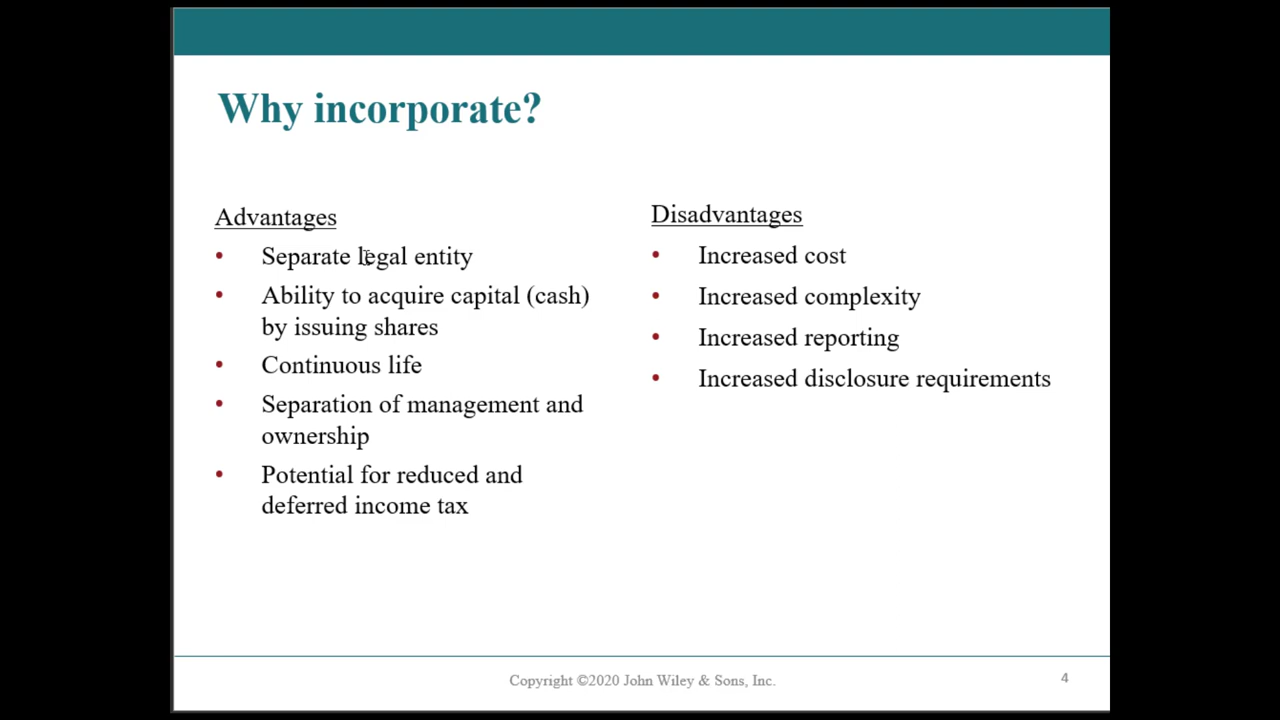 Why incorporate?
Advantages
• Separate legal entity
• Ability to acquire capital (cash)
by issuing shares
• Continuous life
• Separation of management and
ownership
• Potential for reduced and
deferred income tax
Disadvantages
• Increased cost
• Increased complexity
• Increased reporting
• Increased disclosure requirements
Copyright ©2020 John Wiley & Sons, Inc.
4